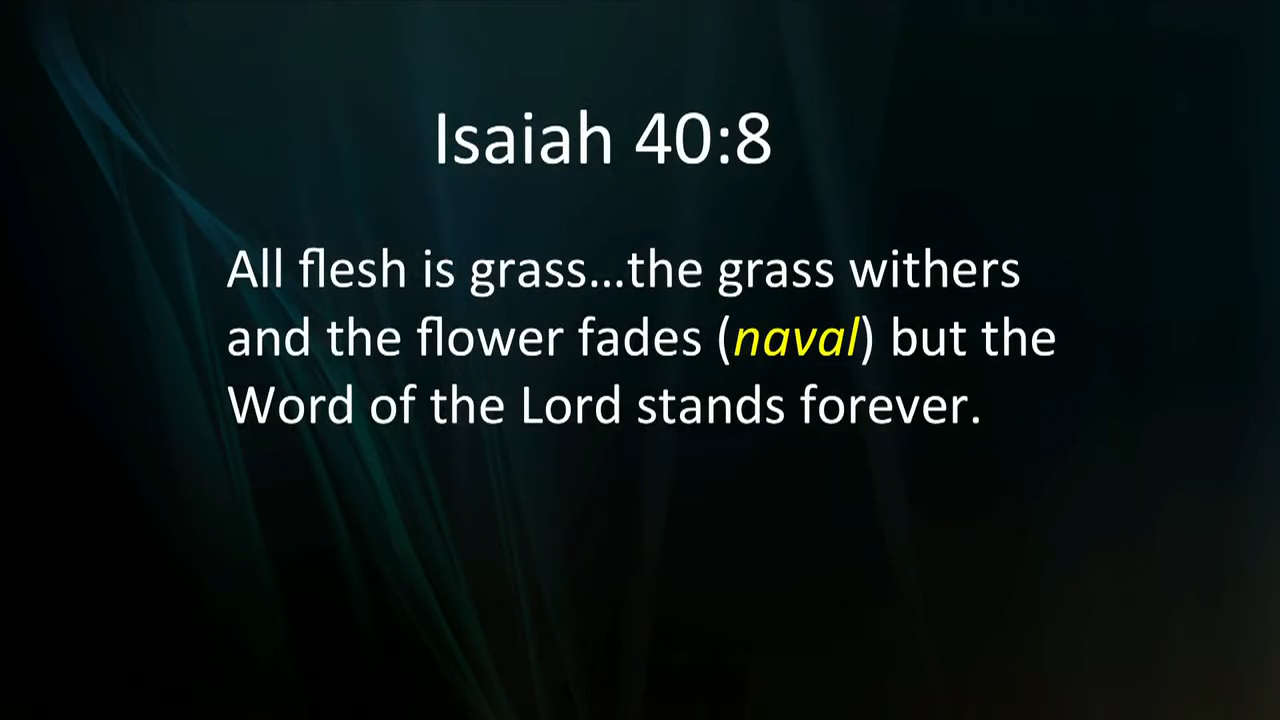 Isaiah 40:8
All flesh is grass...the grass withers
and the flower fades (naval) but the
Word of the Lord stands forever.